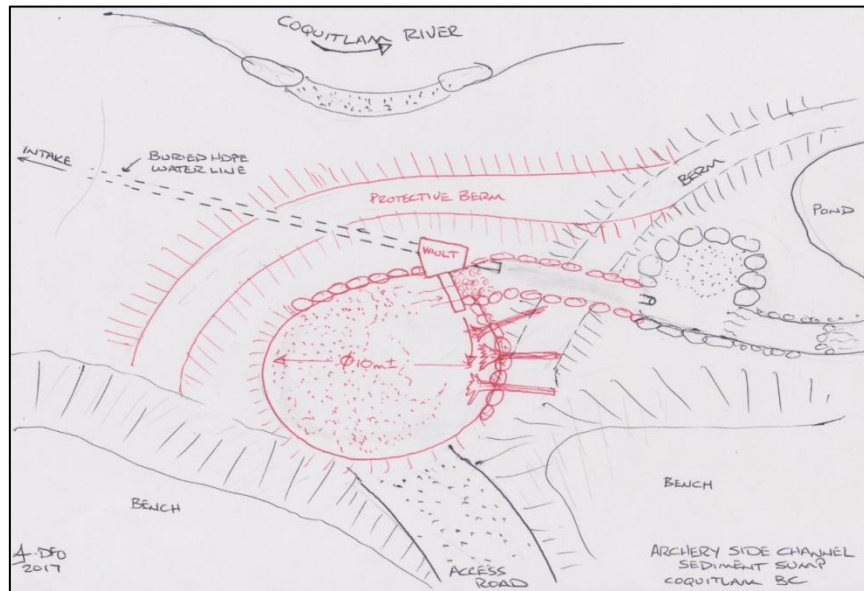 COQUITLAM RIVER
INTAKE
BURIED HDPE
WATER LINE
PROTECTIVE BERM
BERM
POND
VAULT
Ø10m±
BENCH
BENCH
DFO
2017
ACCESS
ROAD
ARCHERY SIDE CHANNEL
SEDIMENT SUMP
COQUITLAM BC